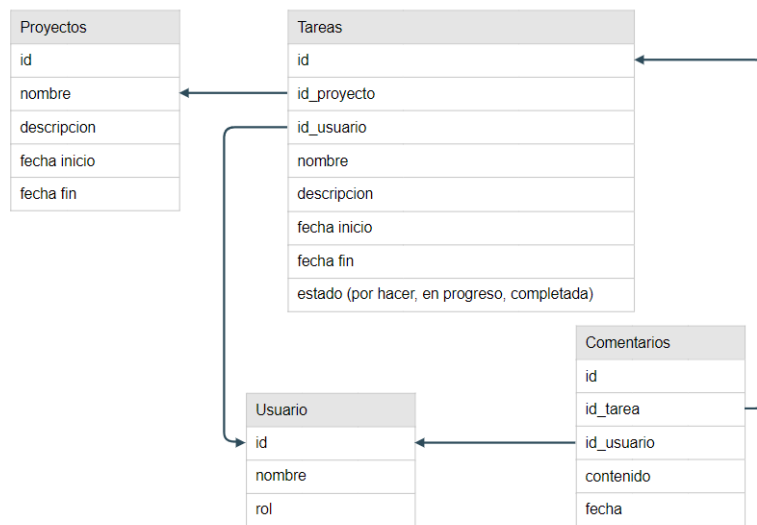 Proyectos
id
nombre
descripcion
fecha inicio
fecha fin
Tareas
id
id_proyecto
id_usuario
nombre
descripcion
fecha inicio
fecha fin
estado (por hacer, en progreso, completada)
Usuario
id
nombre
rol
Comentarios
id
id_tarea
id_usuario
contenido
fecha